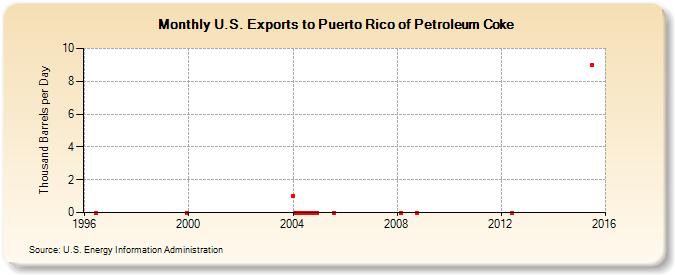 Monthly U.S. Exports to Puerto Rico of Petroleum Coke
Thousand Barrels per Day
10
8
6
4
2
0
1996 2000 2004 2008 2012 2016
Source: U.S. Energy Information Administration